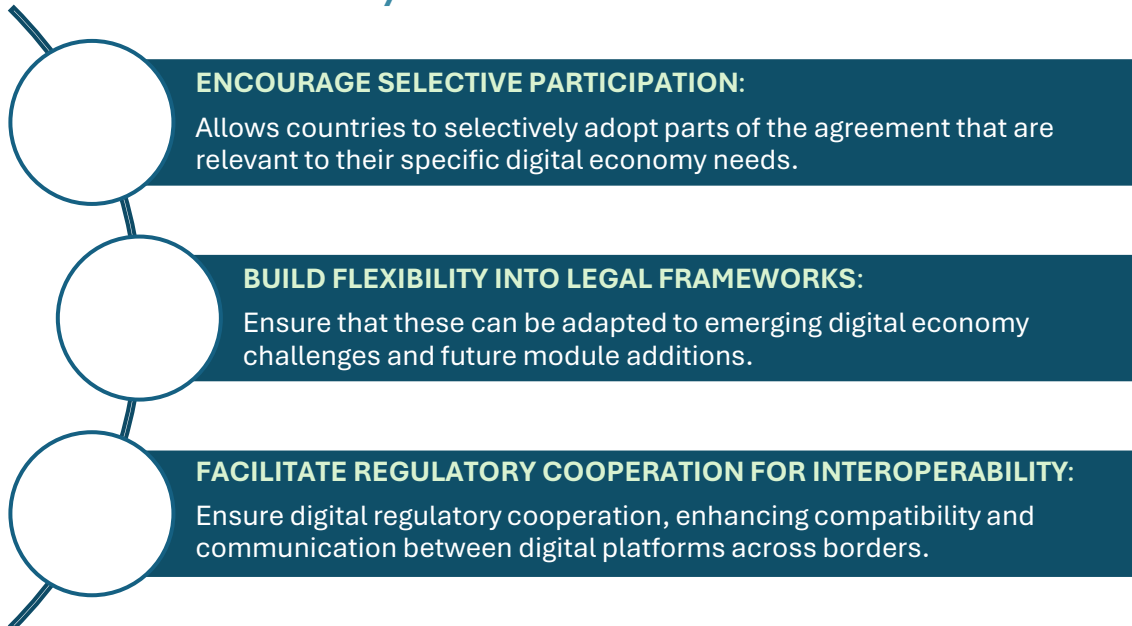 ENCOURAGE SELECTIVE PARTICIPATION:
Allows countries to selectively adopt parts of the agreement that are
relevant to their specific digital economy needs.
BUILD FLEXIBILITY INTO LEGAL FRAMEWORKS:
Ensure that these can be adapted to emerging digital economy
challenges and future module additions.
FACILITATE REGULATORY COOPERATION FOR INTEROPERABILITY:
Ensure digital regulatory cooperation, enhancing compatibility and
communication between digital platforms across borders.